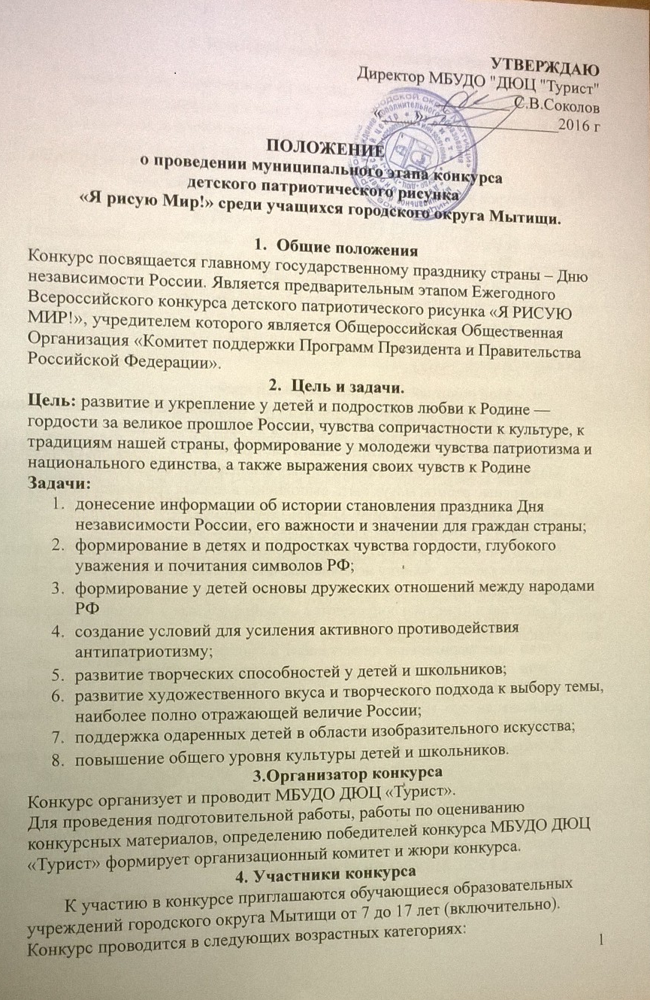 УТВЕРЖДАЮ
Директор МБУДО "ДЮЦ "Турист"
С.В.Соколов
«____»________________2016 г
ПОЛОЖЕНИЕ
о проведении муниципального этапа конкурса
детского патриотического рисунка
«Я рисую Мир!» среди учащихся городского округа Мытищи.
1. Общие положения
Конкурс посвящается главному государственному празднику страны – Дню
независимости России. Является предварительным этапом Ежегодного
Всероссийского конкурса детского патриотического рисунка «Я РИСУЮ
МИР!», учредителем которого является Общероссийская Общественная
Организация «Комитет поддержки Программ Президента и Правительства
Российской Федерации».
2. Цель и задачи.
Цель: развитие и укрепление у детей и подростков любви к Родине —
гордости за великое прошлое России, чувства сопричастности к культуре, к
традициям нашей страны, формирование у молодежи чувства патриотизма и
национального единства, а также выражения своих чувств к Родине
Задачи:
1. донесение информации об истории становления праздника Дня
независимости России, его важности и значении для граждан страны;
2. формирование в детях и подростках чувства гордости, глубокого
уважения и почитания символов РФ;
3. формирование у детей основы дружеских отношений между народами
РФ
4. создание условий для усиления активного противодействия
антипатриотизму;
5. развитие творческих способностей у детей и школьников;
6. развитие художественного вкуса и творческого подхода к выбору темы,
наиболее полно отражающей величие России;
7. поддержка одаренных детей в области изобразительного искусства;
8. повышение общего уровня культуры детей и школьников.
3.Организатор конкурса
Конкурс организует и проводит МБУДО ДЮЦ «Турист».
Для проведения подготовительной работы, работы по оцениванию
конкурсных материалов, определению победителей конкурса МБУДО ДЮЦ
«Турист» формирует организационный комитет и жюри конкурса.
4. Участники конкурса
К участию в конкурсе приглашаются обучающиеся образовательных
учреждений городского округа Мытищи от 7 до 17 лет (включительно).
Конкурс проводится в следующих возрастных категориях:
1